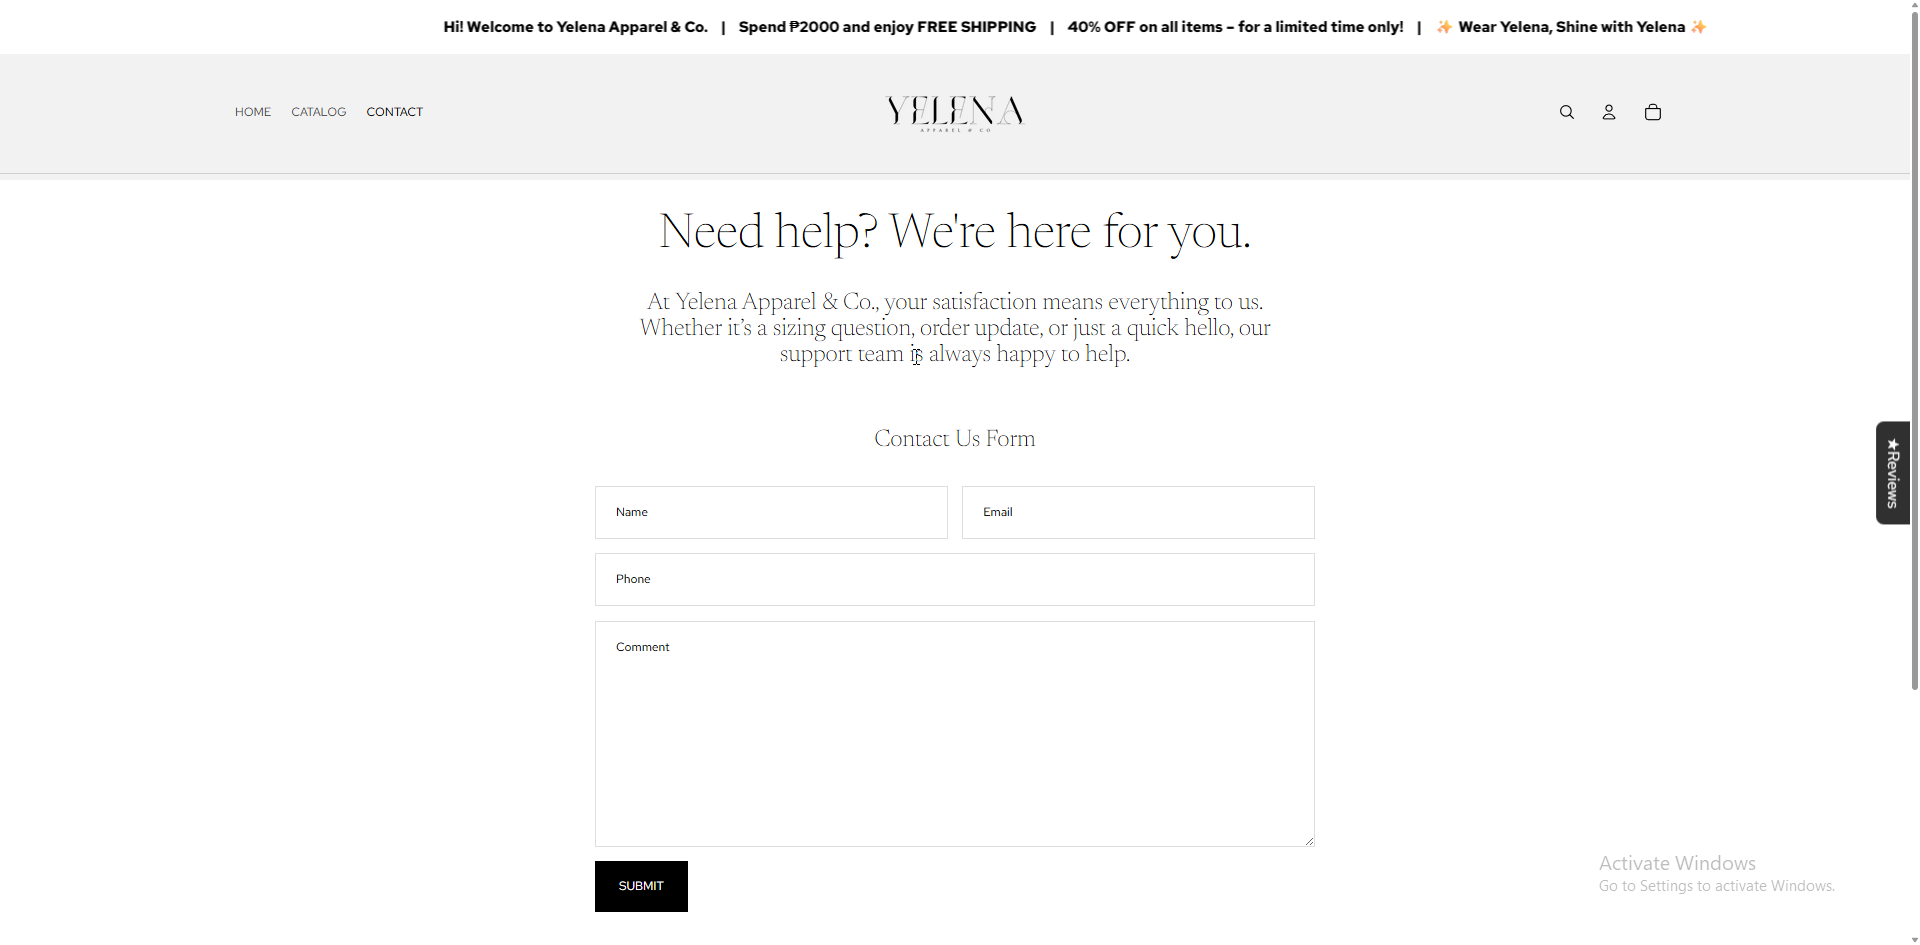 Hi! Welcome to Yelena Apparel & Co. | Spend ₱2000 and enjoy FREE SHIPPING | 40% OFF on all items – for a limited time only! | ✨ Wear Yelena, Shine with Yelena ✨
HOME CATALOG CONTACT
YELENA
APPAREL & CO
Need help? We're here for you.
At Yelena Apparel & Co., your satisfaction means everything to us.
Whether it’s a sizing question, order update, or just a quick hello, our
support team is always happy to help.
Contact Us Form
★Reviews
Name Email
Phone
Comment
SUBMIT
Activate Windows
Go to Settings to activate Windows.